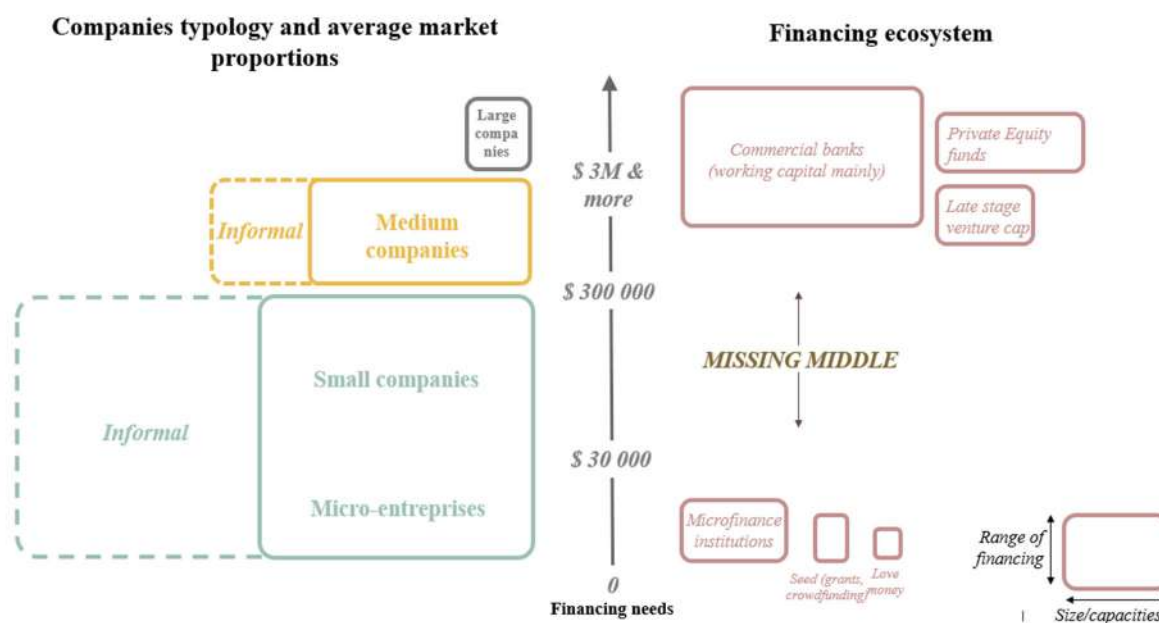 Companies typology and average market
proportions
Financing ecosystem
Large
compa
nies
Informal
Medium
companies
Informal
Small companies
Micro-entreprises
$ 3M &
more
$ 300 000
$ 30 000
0
Financing needs
Commercial banks
(working capital mainly)
Private Equity
funds
Late stage
venture cap
MISSING MIDDLE
Microfinance
institutions
Seed (grants,
crowdfunding)
Love
money
Range of
financing
Size/capacities